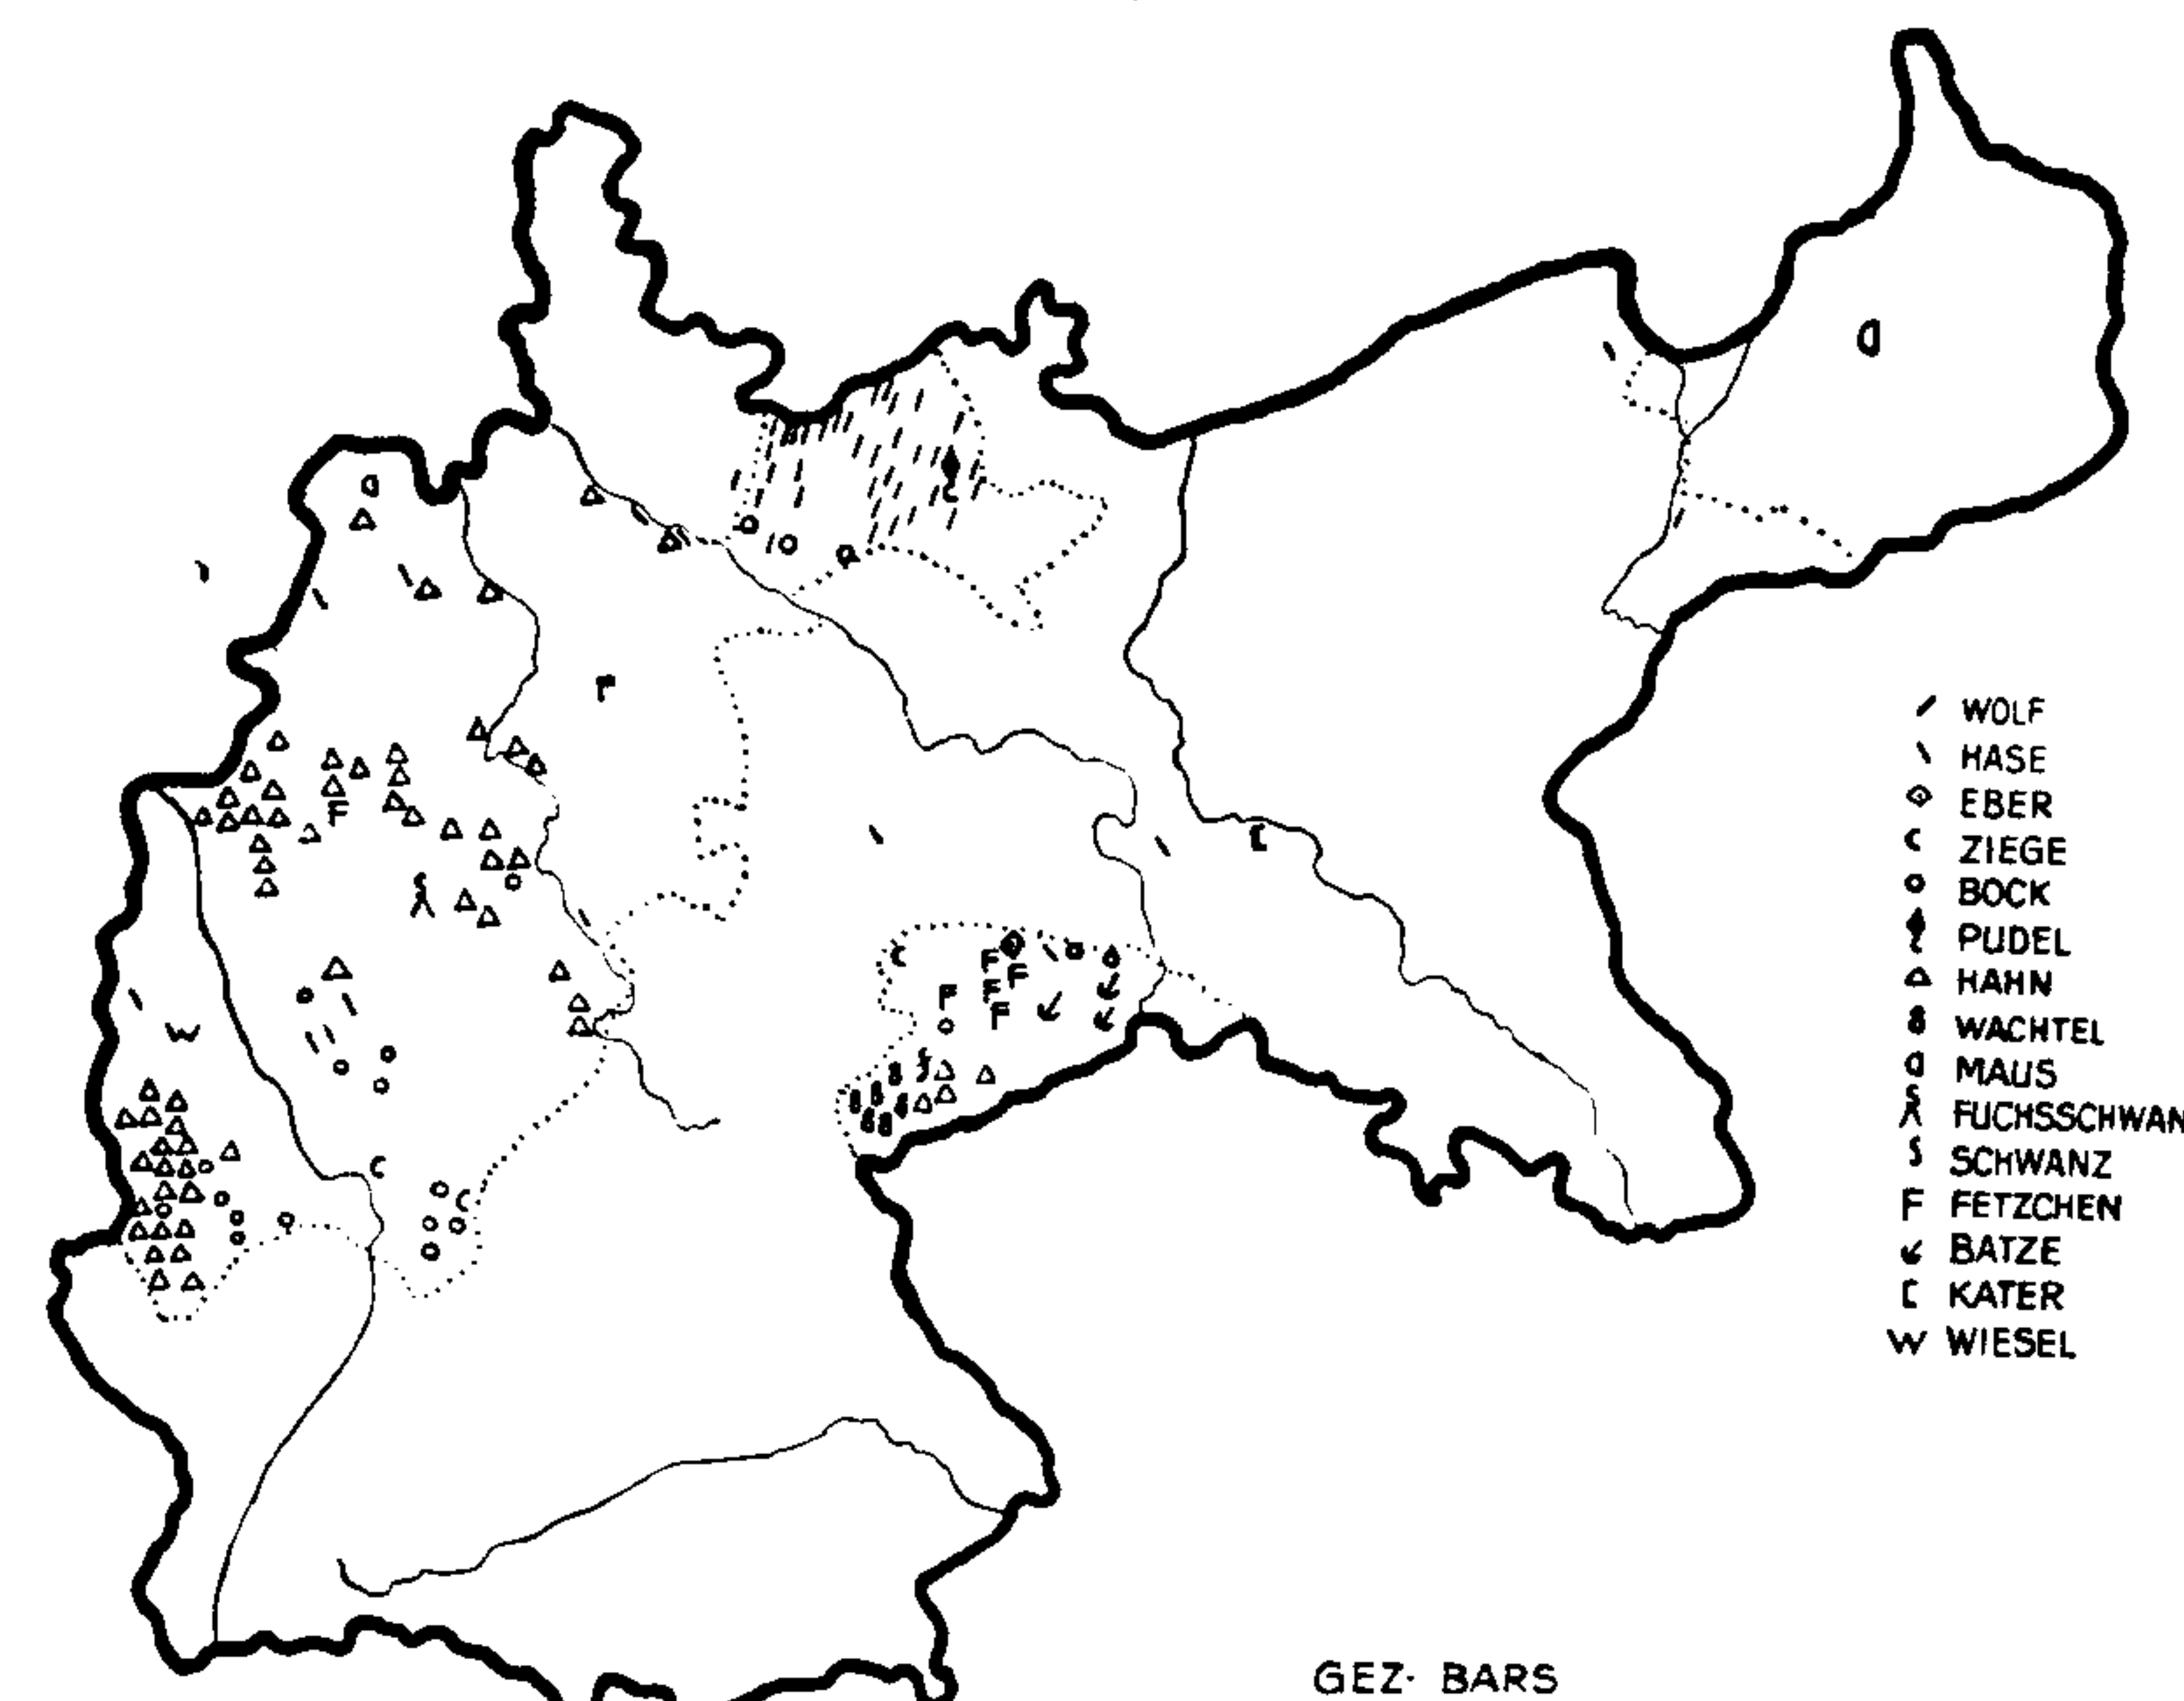 WOLF
HASE
EBER
ZIEGE
BOCK
PUDEL
HAHN
WACHTEL
MAUS
FUCHSSCHWAN
SCHWANZ
FETZCHEN
BATZE
KATER
WIESEL
GEZ· BARS